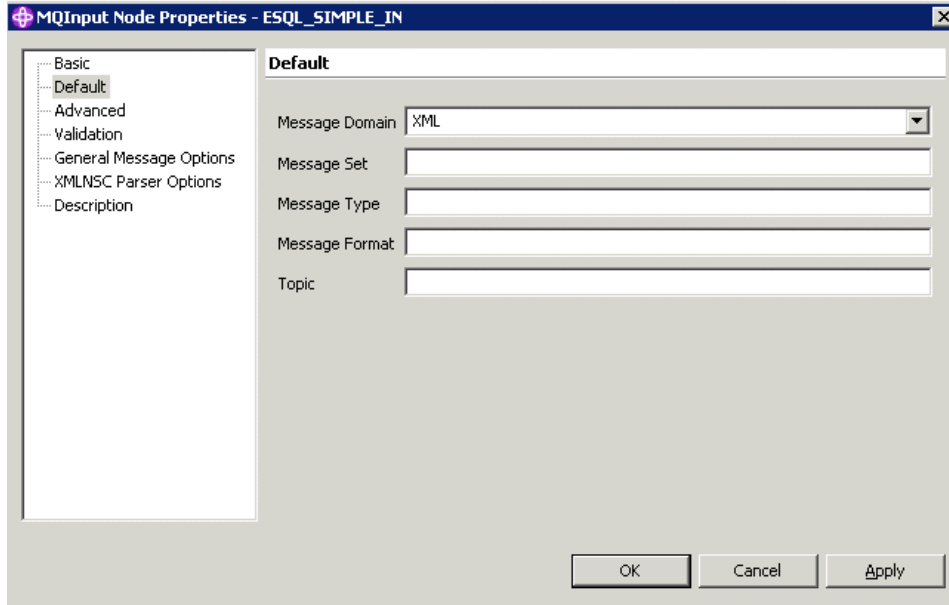 MQInput Node Properties - ESQL_SIMPLE_IN
Basic
Default
Advanced
Validation
General Message Options
XMLNSC Parser Options
Description
Default
Message Domain XML
Message Set
Message Type
Message Format
Topic
OK Cancel Apply